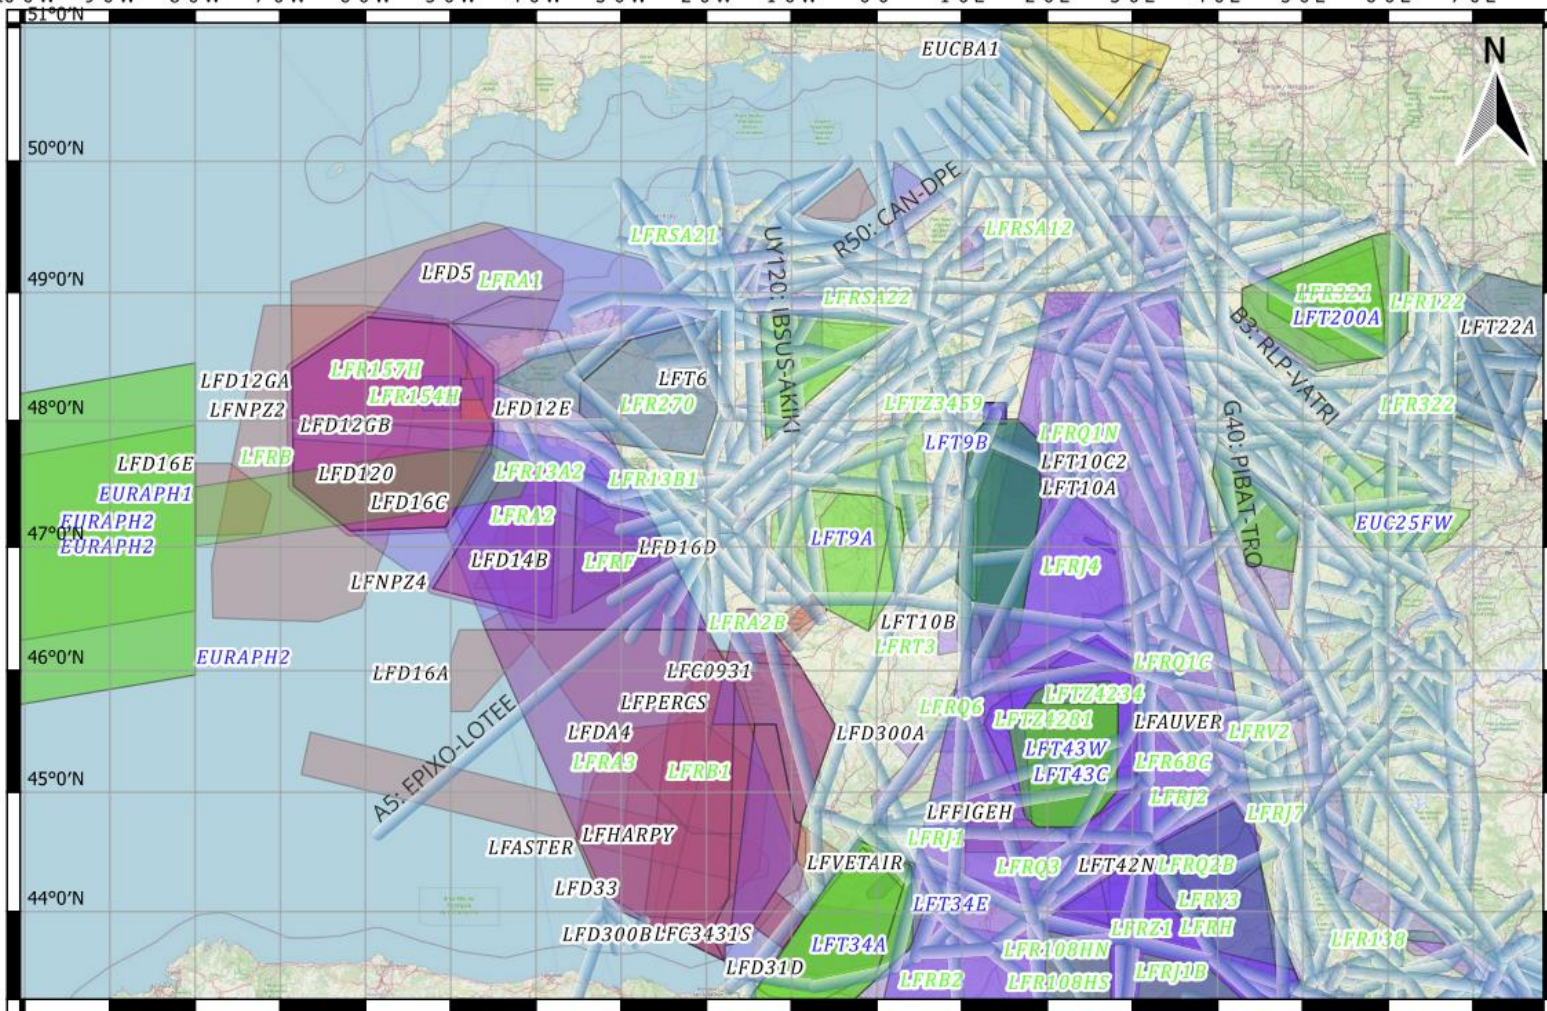 51°0'N
N
EUCBA1
50°0'N
R50: CAN-DPE
LFRSA21
LFRSA12
UY120: IBSUS-AKIKI
49°0'N
LFD5
LFRA1
LFRSA22
LFR321
LFR122
LFT200A
LFT22A
B3: RLP-VATRI
LFR157H
LFD12GA
LFR154H
LFT6
48°0'N
LFNPZ2
LFD12E
LFR270
LFTZ3459
LFR322
LFD12GB
LFT9B
LFRQ1N
G40: PIBAT-TRO
LFD16E
LFRB
LFD120
LFR13A2
LFR13B1
LFT10C2
EURAPH1
LFD16C
LFT10A
EURAPH2
LFRA2
EUC25FW
47°0'N
EURAPH2
LFT9A
LFD14B
LFRF
LFD16D
LFRJ4
LFNPZ4
LFRA2B
LFT10B
46°0'N
EURAPH2
LFRT3
LFD16A
LFC0931
LFRQ1C
LFPERCS
LFRQ6
LFTZ4234
LFTZ4281
LFAUVER
LFDA4
LFD300A
LFRV2
LFT43W
A5: EPIXO-LOTEE
LFRA3
LFRB1
LFT43C
LFR68C
45°0'N
LFRJ2
LFFIGEH
LFRJ7
LFHARPY
LFRJ1
LFASTER
LFVETAIR
LFRQ3
LFT42N
LFRQ2B
LFD33
44°0'N
LFT34E
LFRY3
LFD300B
LFC3431S
LFT34A
LFRZ1
LFRH
LFR138
LFR108HN
LFD31D
LFRB2
LFR108HS
LFRJ1B